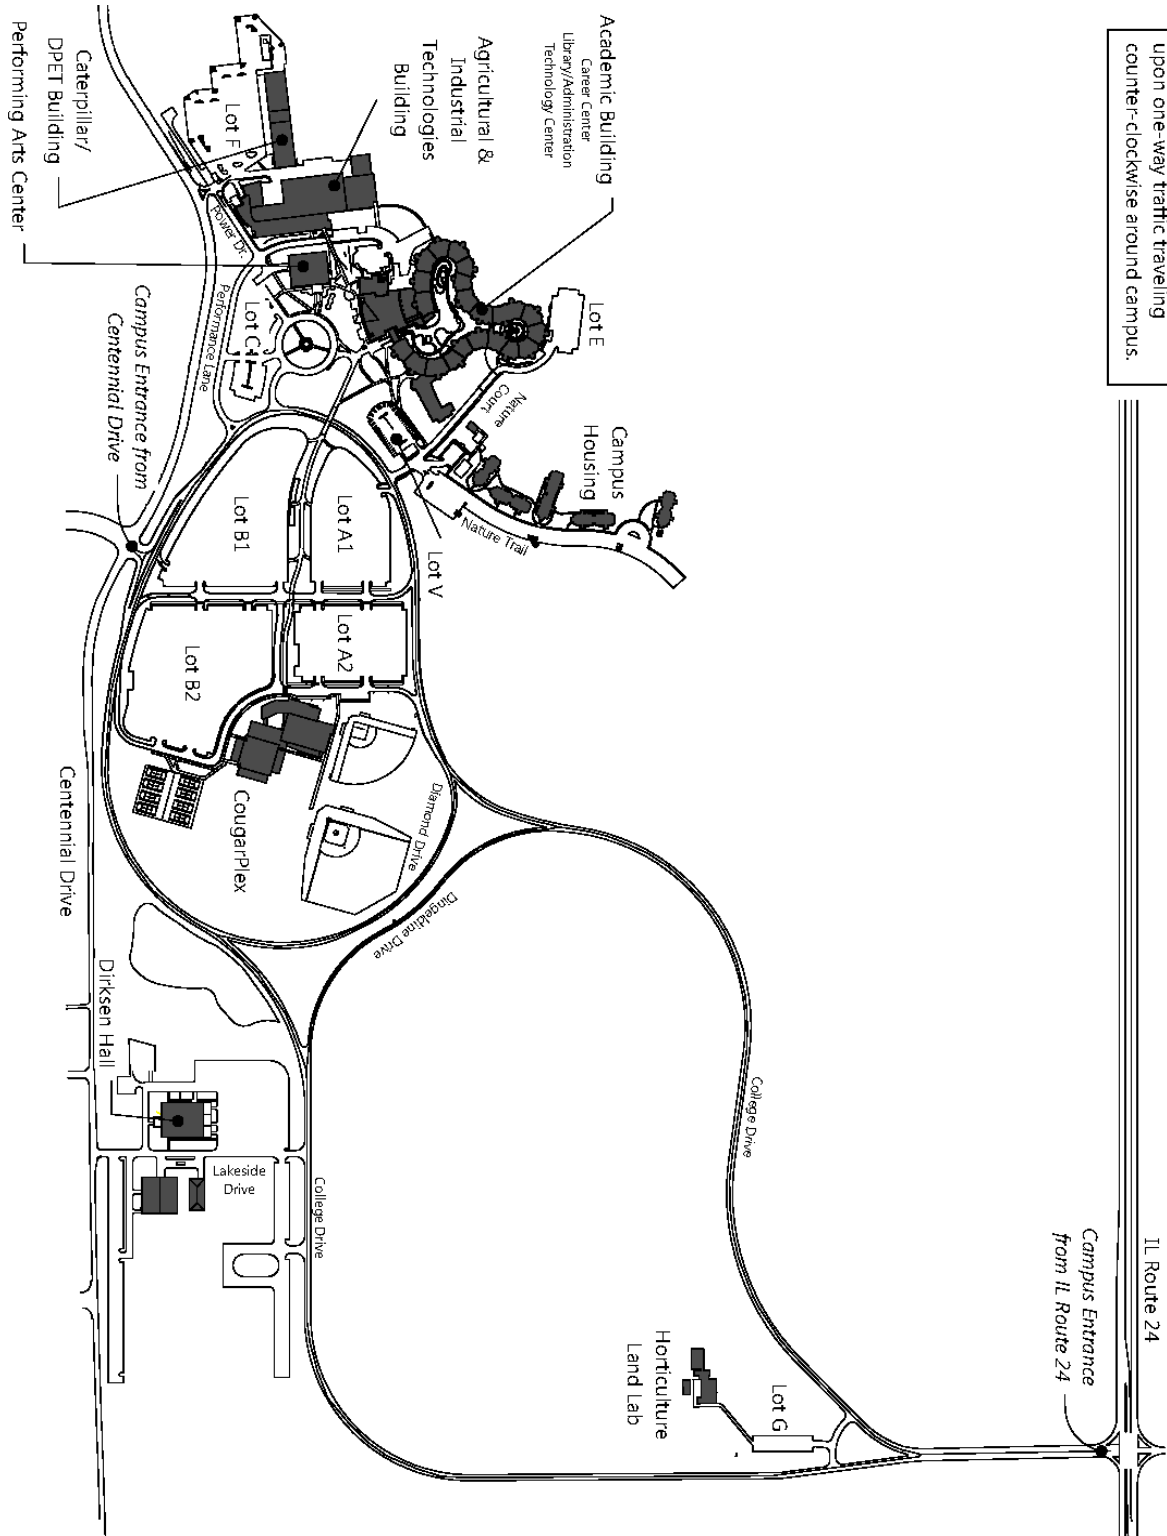 upon one-way traffic traveling
counter-clockwise around campus.
IL Route 24
Campus Entrance
from IL Route 24
Academic Building
Career Center
Library/Administration
Technology Center
Lot E
Campus
Housing
Nature
Court
Nature Trail
Horticulture
Land Lab
Lot G
College Drive
Agricultural &
Industrial
Technologies
Building
Lot V
Lot A1
Lot A2
Diamond Drive
Dingeldine Drive
College Drive
Lot F
Power Dr.
Performance Lane
Lot C
Lot B1
Lot B2
CougarPlex
Lakeside
Drive
Caterpillar/
DPET Building
Performing Arts Center
Campus Entrance from
Centennial Drive
Centennial Drive
Dirksen Hall